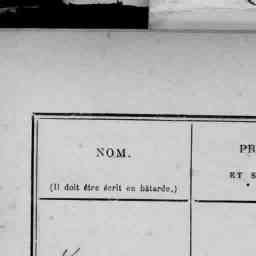 NOM.
(Il doit être écrit en bâtarde.)
PR
ET S